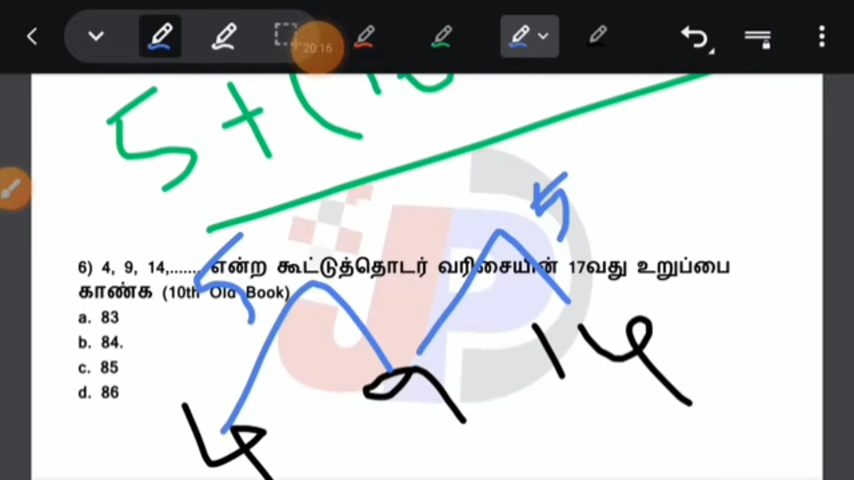 20:16
5 + (
5
5
6) 4, 9, 14,....... என்ற கூட்டுத்தொடர் வரிசையின் 17வது உறுப்பை
காண்க (10th Old Book)
a. 83
b. 84.
c. 85
d. 86
4 9 14